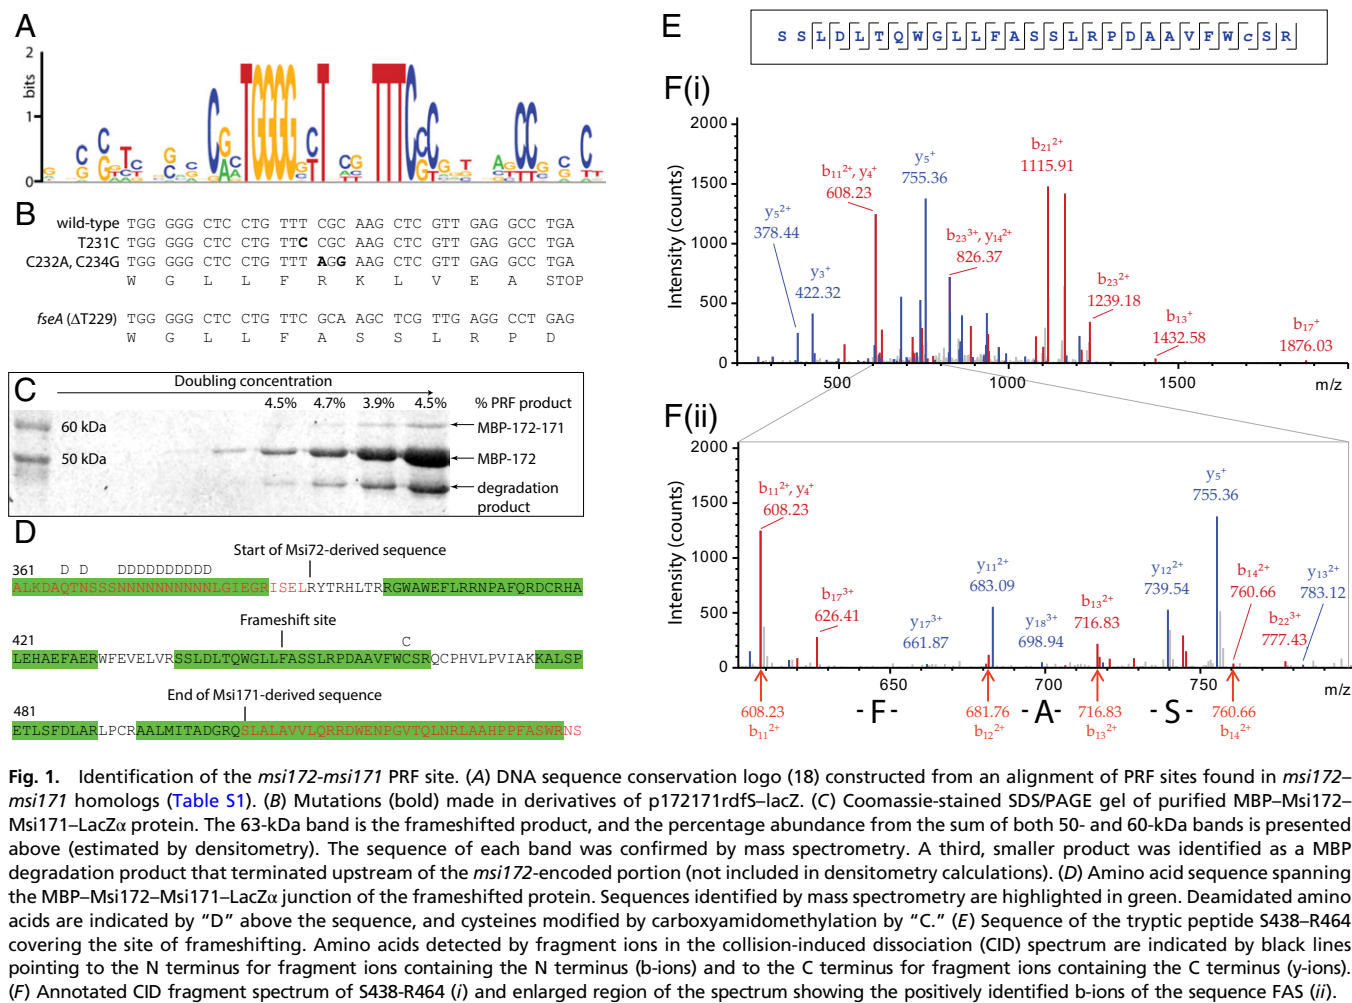 A
2
bits
1
0
B
wild-type TGG GGG CTC CTG TTT CGC AAG CTC GTT GAG GCC TGA
T231C TGG GGG CTC CTG TTC CGC AAG CTC GTT GAG GCC TGA
C232A, C234G TGG GGG CTC CTG TTT AGG AAG CTC GTT GAG GCC TGA
W G L L F R K L V E A STOP
fseA (ΔT229) TGG GGG CTC CTG TTC GCA AGC TCG TTG AGG CCT GAG
W G L L F A S S L R P D
C
Doubling concentration
4.5% 4.7% 3.9% 4.5% % PRF product
60 kDa
MBP-172-171
50 kDa
MBP-172
degradation
product
D
Start of Msi72-derived sequence
361 D D DDDDDDDDDD
ALKDAQTNSSSNNNNNNNNNNLGIEGRISELRYTRHLTRRGWAWEFLRRNPAFQRDCRHA
Frameshift site
421 C
LEHAEFAERWFEVELVRSSLDLTQWGLLFASSLRPDAAVFWCSRQCPHVLPVIAKKALSP
End of Msi171-derived sequence
481
ETLSFDLARLPCRAALMITADGRQSLALAVVLQRRDWENPGVTQLNRLAAHPPFASWRNS
E
S S L D L T Q W G L L F A S S L R P D A A V F W c S R
F(i)
2000
1500
1000
500
0
Intensity (counts)
y₅²⁺
378.44
y₃⁺
422.32
b₁₁²⁺, y₄⁺
608.23
y₅⁺
755.36
b₂₃³⁺, y₁₄²⁺
826.37
b₂₁²⁺
1115.91
b₂₃²⁺
1239.18
b₁₃⁺
1432.58
b₁₇⁺
1876.03
500 1000 1500 m/z
F(ii)
2000
1500
1000
500
0
Intensity (counts)
b₁₁²⁺, y₄⁺
608.23
b₁₇³⁺
626.41
y₁₇³⁺
661.87
y₁₁²⁺
683.09
y₁₈³⁺
698.94
b₁₃²⁺
716.83
y₁₂²⁺
739.54
y₅⁺
755.36
b₁₄²⁺
760.66
b₂₂³⁺
777.43
y₁₃²⁺
783.12
650 700 750 m/z
-F- -A- -S-
608.23 681.76 716.83 760.66
b₁₁²⁺ b₁₂²⁺ b₁₃²⁺ b₁₄²⁺
Fig. 1. Identification of the msi172-msi171 PRF site. (A) DNA sequence conservation logo (18) constructed from an alignment of PRF sites found in msi172–
msi171 homologs (Table S1). (B) Mutations (bold) made in derivatives of p172171rdfS–lacZ. (C) Coomassie-stained SDS/PAGE gel of purified MBP–Msi172–
Msi171–LacZα protein. The 63-kDa band is the frameshifted product, and the percentage abundance from the sum of both 50- and 60-kDa bands is presented
above (estimated by densitometry). The sequence of each band was confirmed by mass spectrometry. A third, smaller product was identified as a MBP
degradation product that terminated upstream of the msi172-encoded portion (not included in densitometry calculations). (D) Amino acid sequence spanning
the MBP–Msi172–Msi171–LacZα junction of the frameshifted protein. Sequences identified by mass spectrometry are highlighted in green. Deamidated amino
acids are indicated by "D" above the sequence, and cysteines modified by carboxyamidomethylation by "C." (E) Sequence of the tryptic peptide S438–R464
covering the site of frameshifting. Amino acids detected by fragment ions in the collision-induced dissociation (CID) spectrum are indicated by black lines
pointing to the N terminus for fragment ions containing the N terminus (b-ions) and to the C terminus for fragment ions containing the C terminus (y-ions).
(F) Annotated CID fragment spectrum of S438-R464 (i) and enlarged region of the spectrum showing the positively identified b-ions of the sequence FAS (ii).